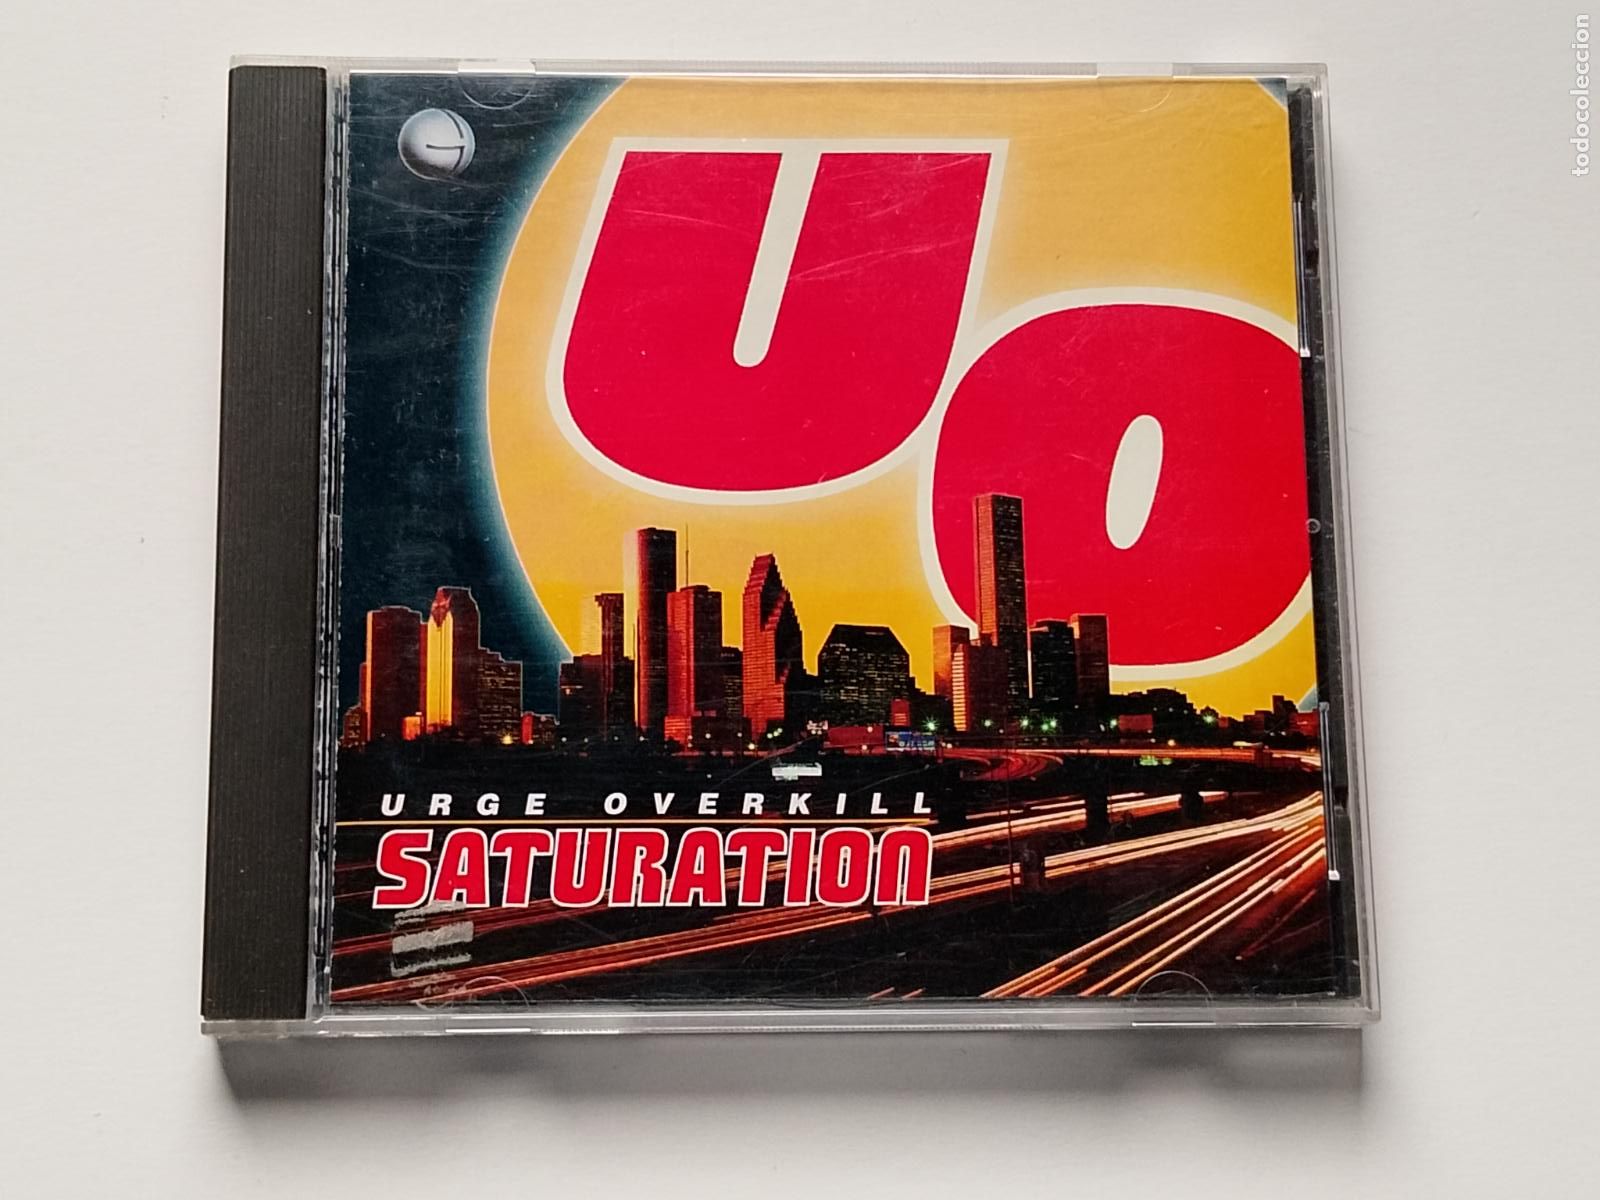 UO
URGE OVERKILL
SATURATION
todocoleccion